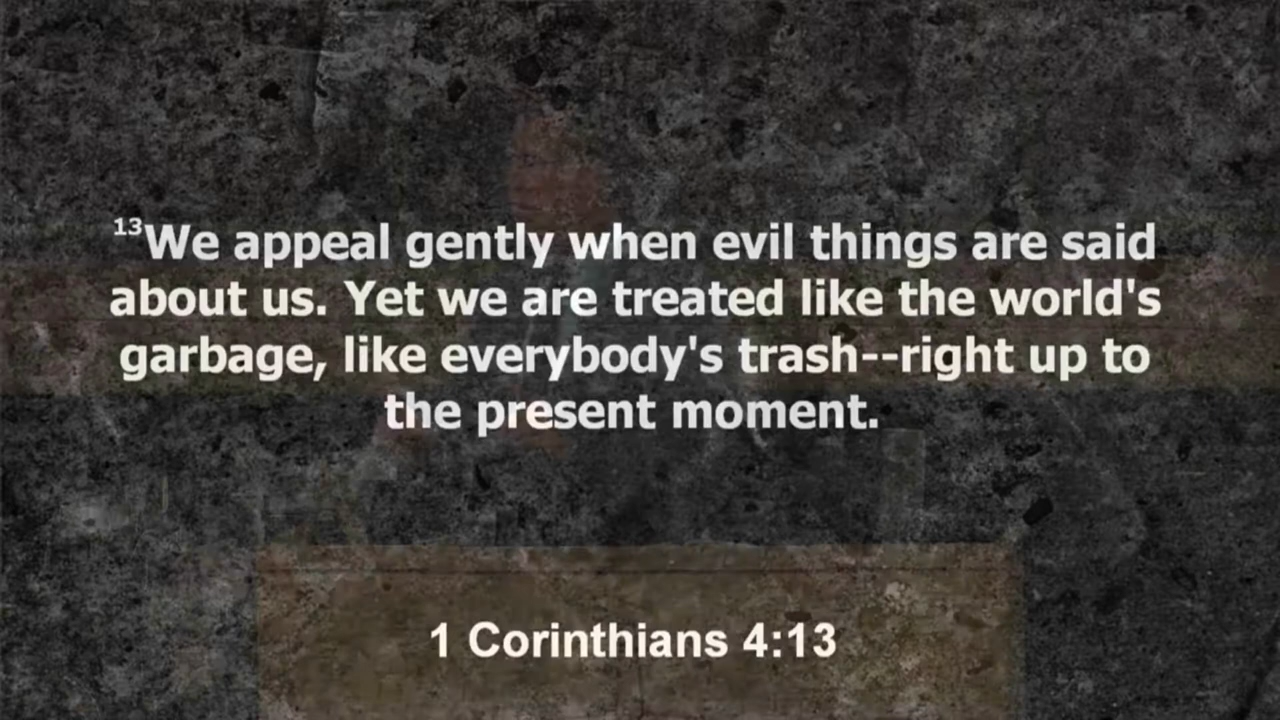 ¹³We appeal gently when evil things are said
about us. Yet we are treated like the world's
garbage, like everybody's trash--right up to
the present moment.
1 Corinthians 4:13